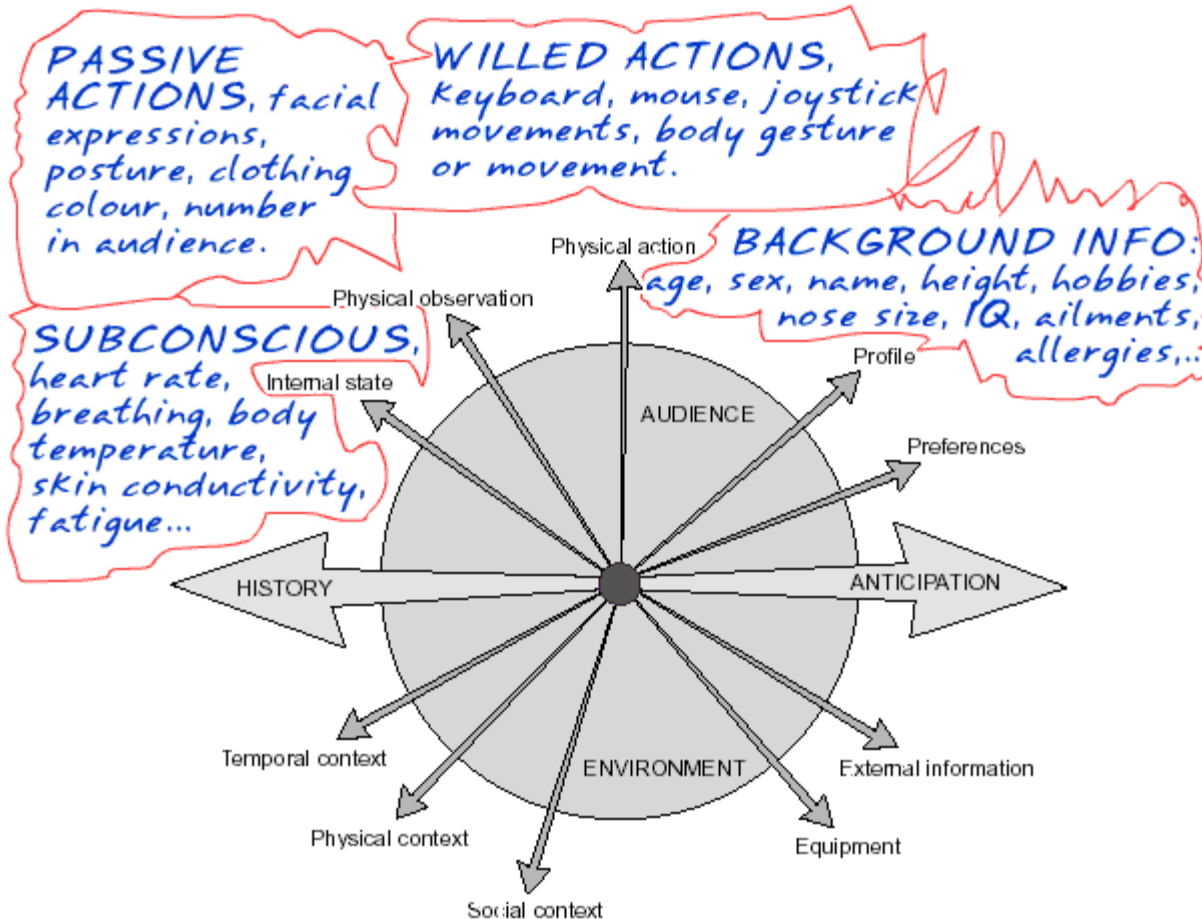 PASSIVE
ACTIONS, facial
expressions,
posture, clothing
colour, number
in audience.
WILLED ACTIONS,
keyboard, mouse, joystick
movements, body gesture
or movement.
BACKGROUND INFO:
age, sex, name, height, hobbies,
nose size, IQ, ailments,
allergies,..
SUBCONSCIOUS,
heart rate,
breathing, body
temperature,
skin conductivity,
fatigue...
Physical action
Physical observation
Internal state
Profile
Preferences
AUDIENCE
HISTORY
ANTICIPATION
ENVIRONMENT
Temporal context
Physical context
Social context
External information
Equipment